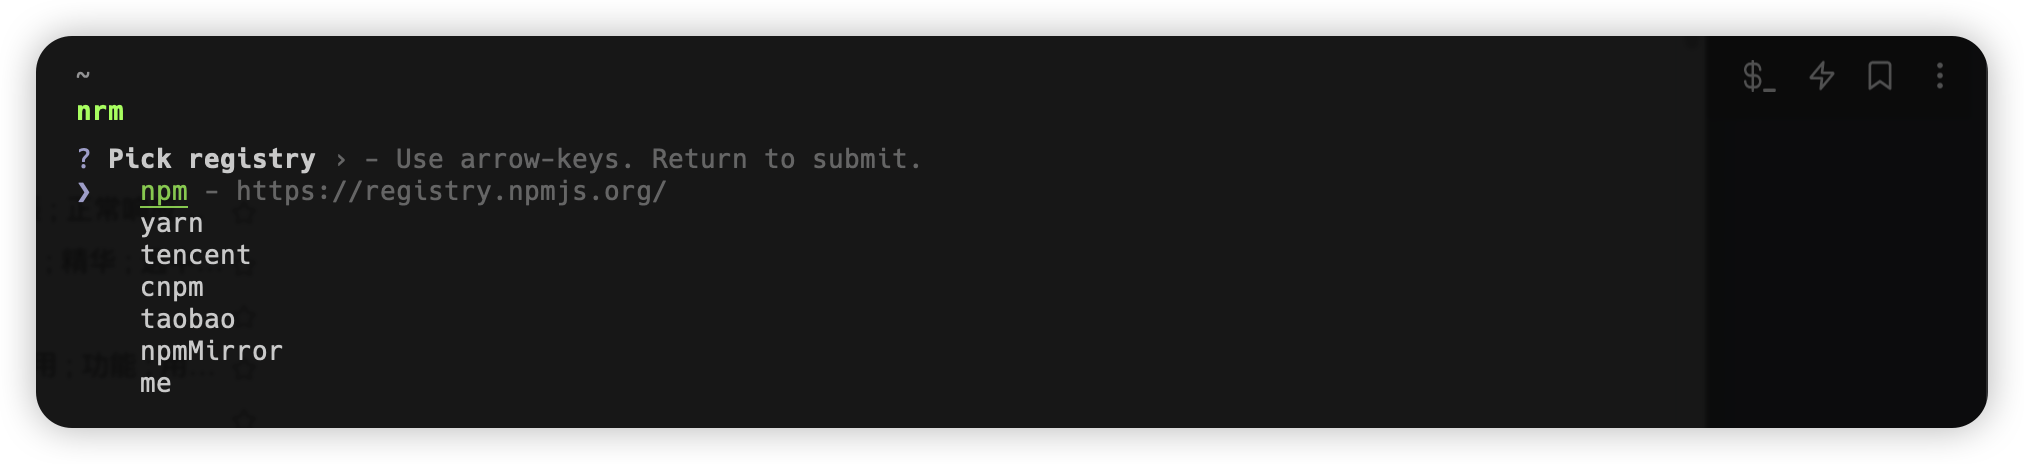 ~
nrm
? Pick registry › - Use arrow-keys. Return to submit.
❯   npm - https://registry.npmjs.org/
yarn
tencent
cnpm
taobao
npmMirror
me
$_